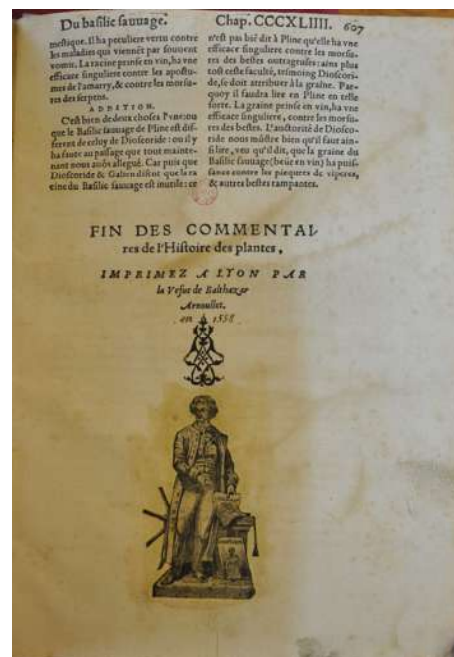 Du basilic sauuage.
Chap. CCCXLIIII. 607
mestique. Il ha peculiere vertu contre
les maladies qui viennēt par souuent
vomir. La racine prinse en vin, ha vne
efficace singuliere contre les apostu-
mes de l'amarry, & contre les morsu-
res des serpens.
ADDITION.
C'est bien de deux choses l'vne: ou
que le Basilic sauuage de Pline est dif-
ferent de celuy de Dioscoride: ou il y
ha faute au passage que tout mainte-
nant nous auōs allegué. Car puis que
Dioscoride & Galen disent que la ra
cine du Basilic sauuage est inutile: ce
n'est pas biē dit à Pline qu'elle ha vne
efficace singuliere contre les morsu-
res des bestes outrageuses: ains plus
tost ceste faculté, tesmoing Dioscori-
de, se doit attribuer à la graine. Par-
quoy il faudra lire en Pline en telle
sorte. La graine prinse en vin, ha vne
efficace singuliere, contre les morsu-
res des bestes. L'auctorité de Diosco-
ride nous mōstre bien qu'il faut ain-
si lire, veu qu'il dit, que la graine du
Basilic sauuage (beüe en vin) ha puis-
sance contre les picqueures de viperes,
& autres bestes rampantes.
FIN DES COMMENTAI-
res de l'Histoire des plantes,
IMPRIMEZ A LYON PAR
la Vefue de Balthazar
Arnoullet.
en 1558.